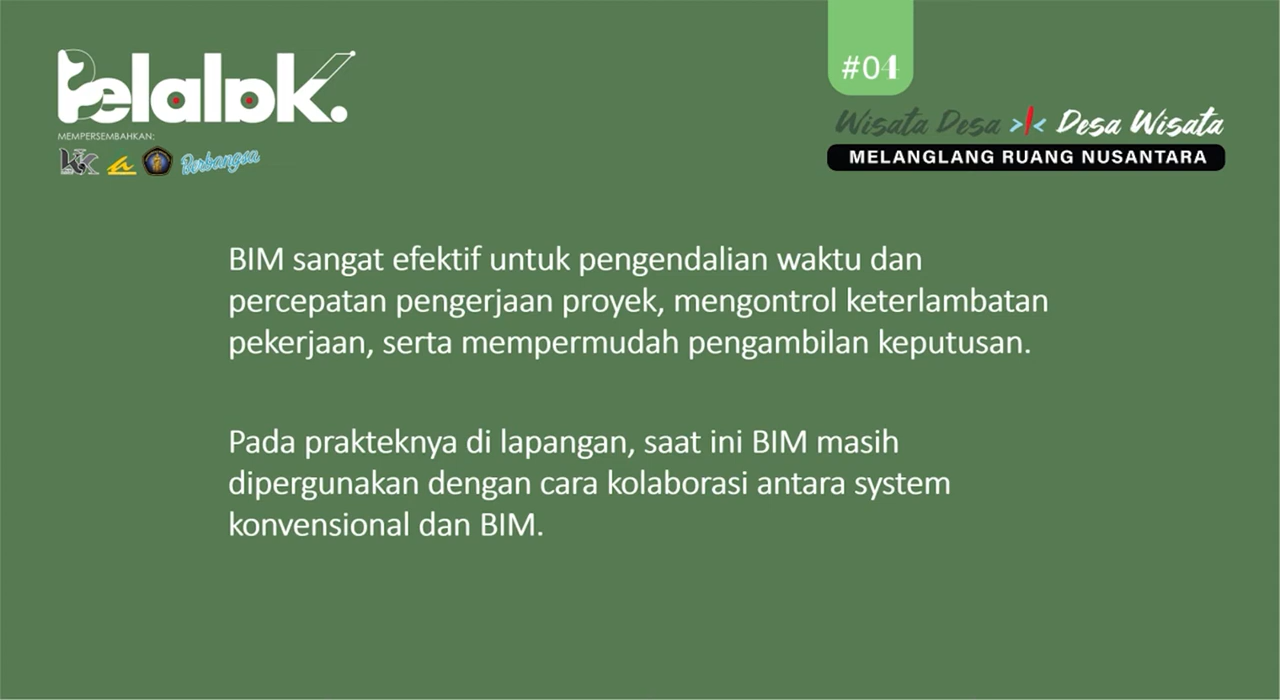 Pelalak.
MEMPERSEMBAHKAN:
Berbangsa
#04
Wisata Desa >|< Desa Wisata
MELANGLANG RUANG NUSANTARA
BIM sangat efektif untuk pengendalian waktu dan
percepatan pengerjaan proyek, mengontrol keterlambatan
pekerjaan, serta mempermudah pengambilan keputusan.
Pada prakteknya di lapangan, saat ini BIM masih
dipergunakan dengan cara kolaborasi antara system
konvensional dan BIM.